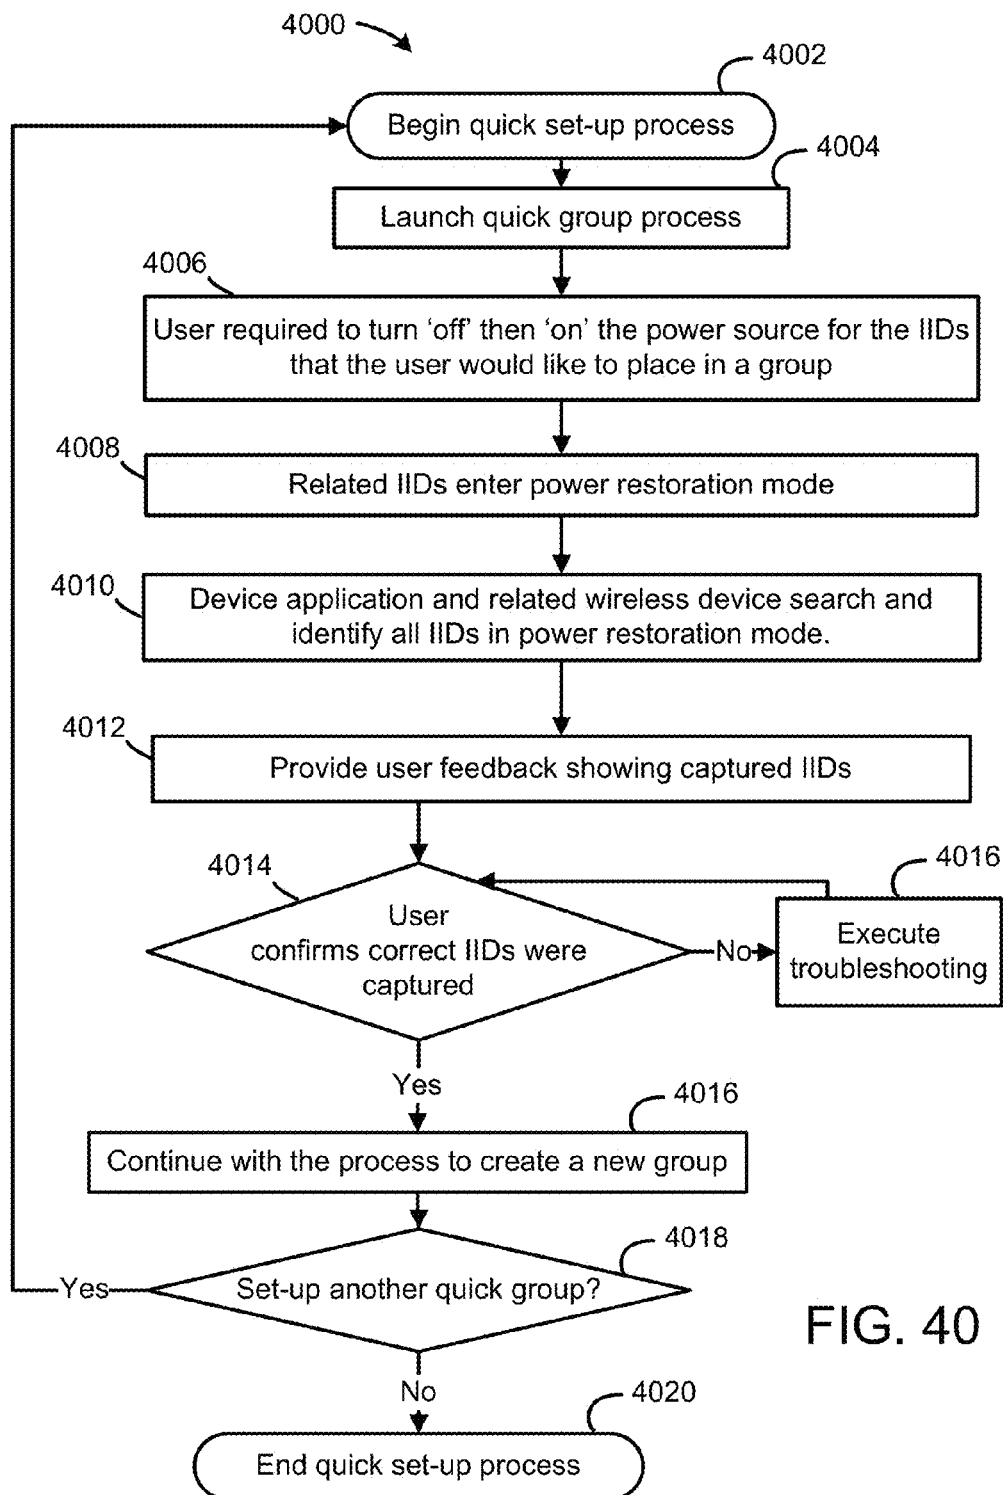 4000
4002
Begin quick set-up process
4004
Launch quick group process
4006
User required to turn ‘off’ then ‘on’ the power source for the IIDs
that the user would like to place in a group
4008
Related IIDs enter power restoration mode
4010
Device application and related wireless device search and
identify all IIDs in power restoration mode.
4012
Provide user feedback showing captured IIDs
4014
User
confirms correct IIDs were
captured
No
4016
Execute
troubleshooting
Yes
4016
Continue with the process to create a new group
4018
Set-up another quick group?
Yes
No
4020
End quick set-up process
FIG. 40